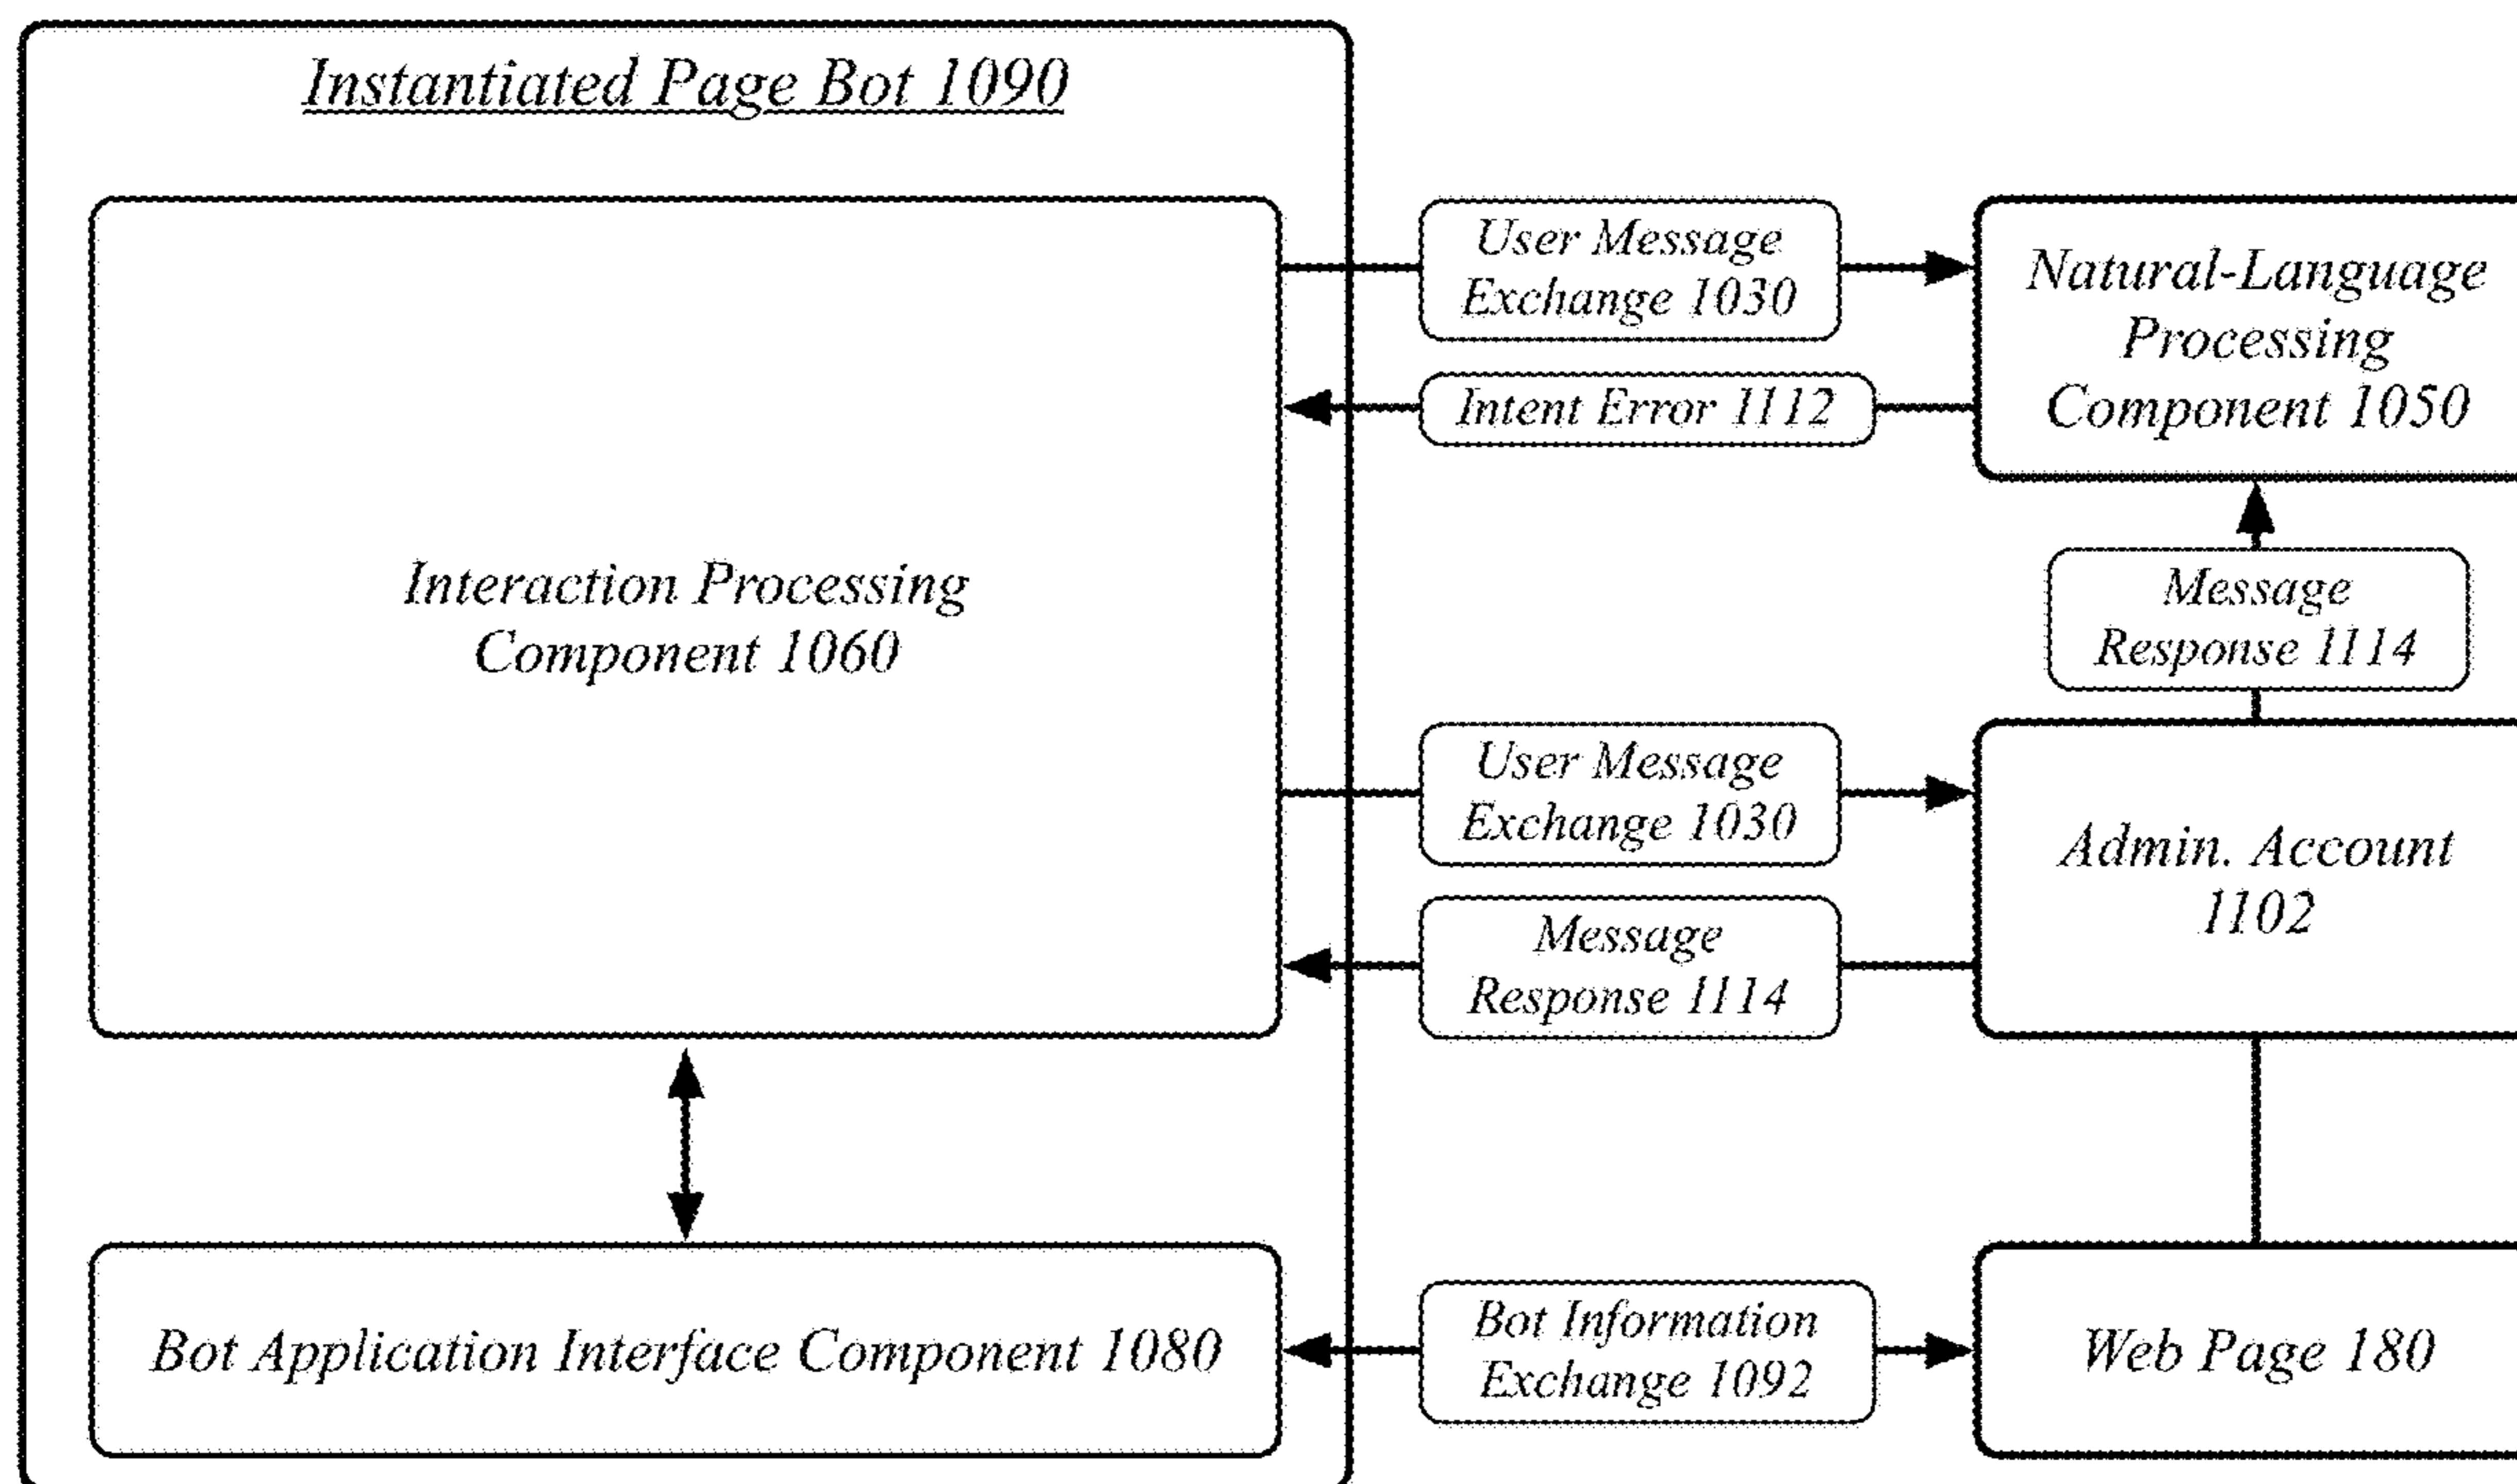 Instantiated Page Bot 1090
User Message
Exchange 1030
Natural-Language
Processing
Component 1050
Intent Error 1112
Interaction Processing
Component 1060
Message
Response 1114
User Message
Exchange 1030
Admin. Account
1102
Message
Response 1114
Bot Application Interface Component 1080
Bot Information
Exchange 1092
Web Page 180